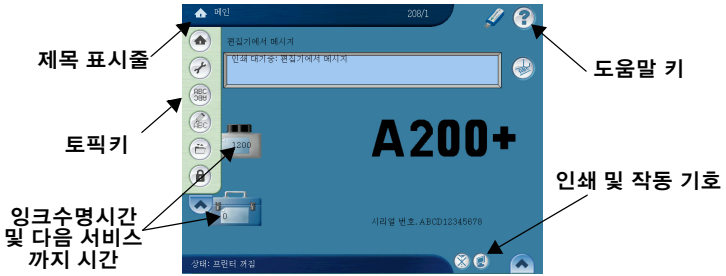 메인
208/1
제목 표시줄
편집기에서 메시지
인쇄 대기중: 편집기에서 메시지
도움말 키
ABC
ABC
토픽키
1200
A200+
인쇄 및 작동 기호
잉크수명시간
및 다음 서비스
까지 시간
0
시리얼 번호. ABCD12345678
상태: 프린터 꺼짐